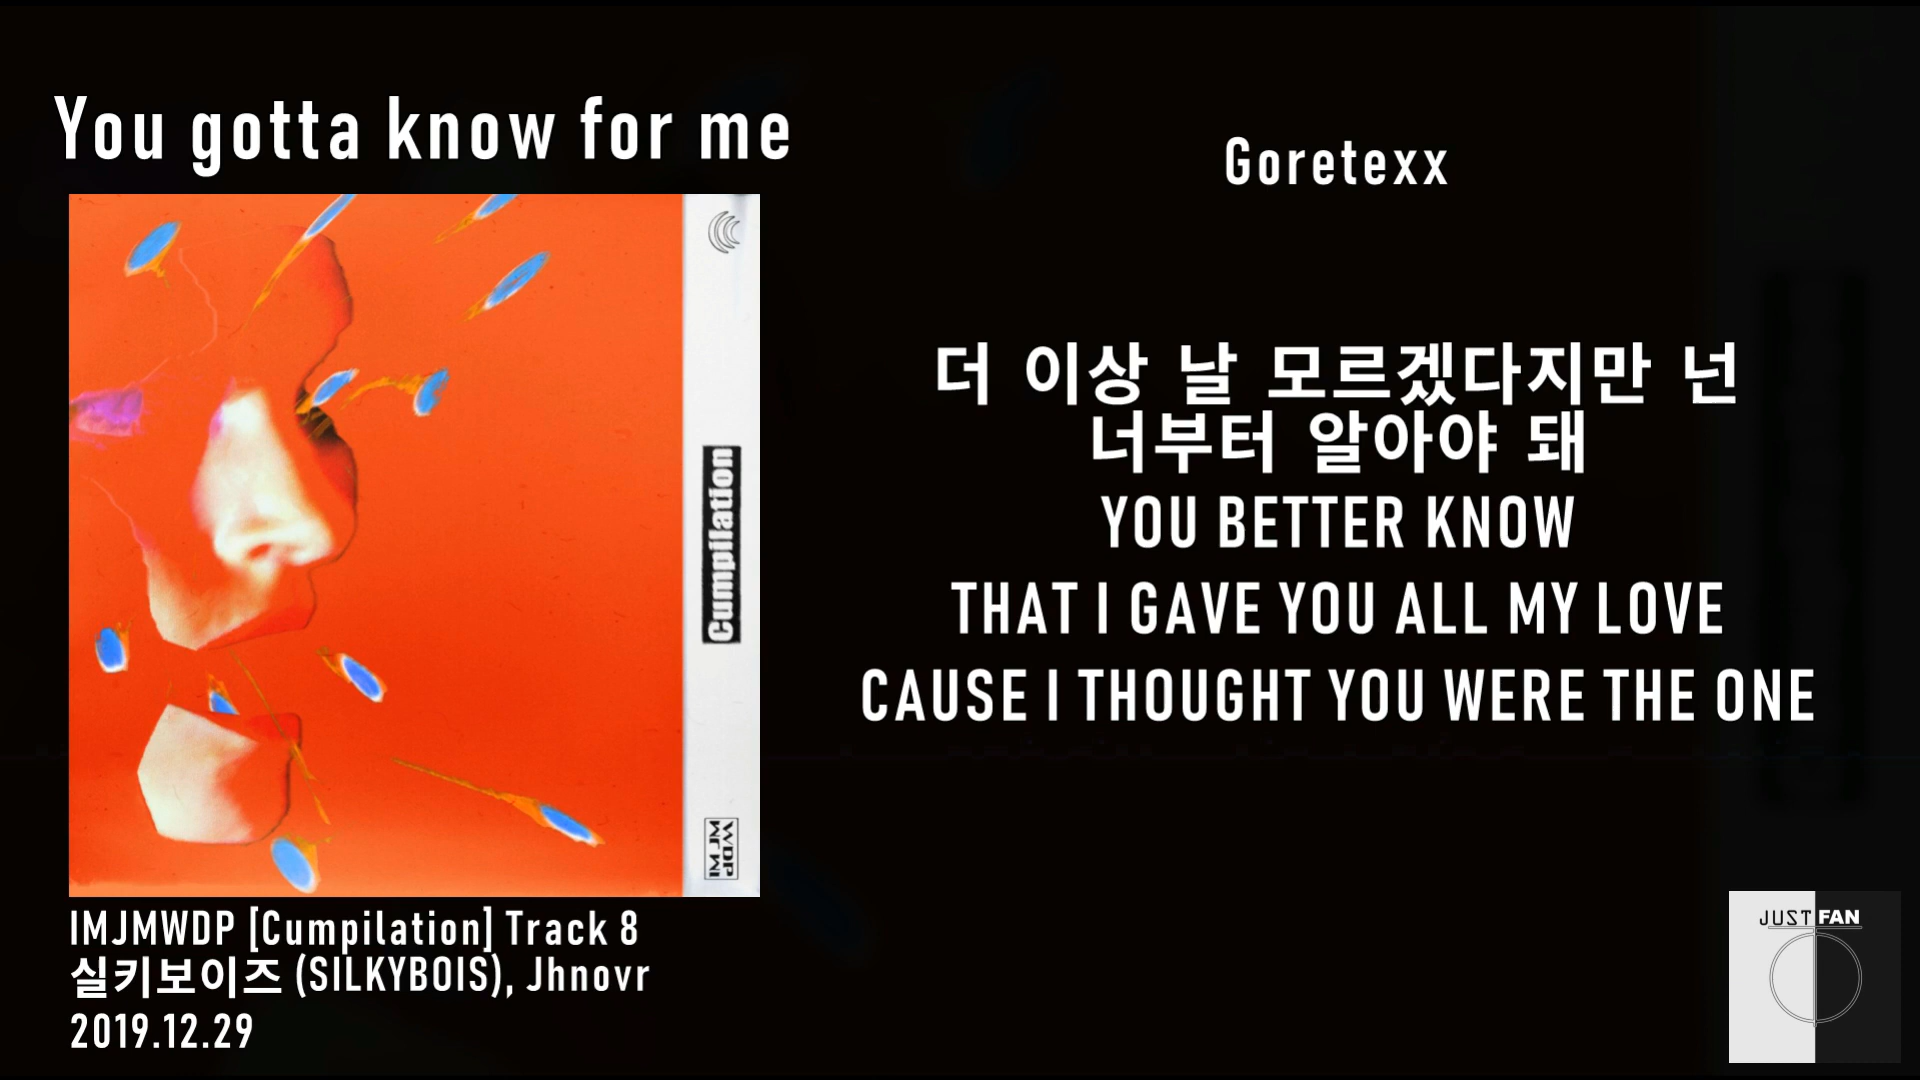 You gotta know for me
Goretexx
더 이상 날 모르겠다지만 넌
너부터 알아야 돼
YOU BETTER KNOW
THAT I GAVE YOU ALL MY LOVE
CAUSE I THOUGHT YOU WERE THE ONE
Cumpilation
WDP
IMJMWDP [Cumpilation] Track 8
실키보이즈 (SILKYBOIS), Jhnovr
2019.12.29
JUST FAN